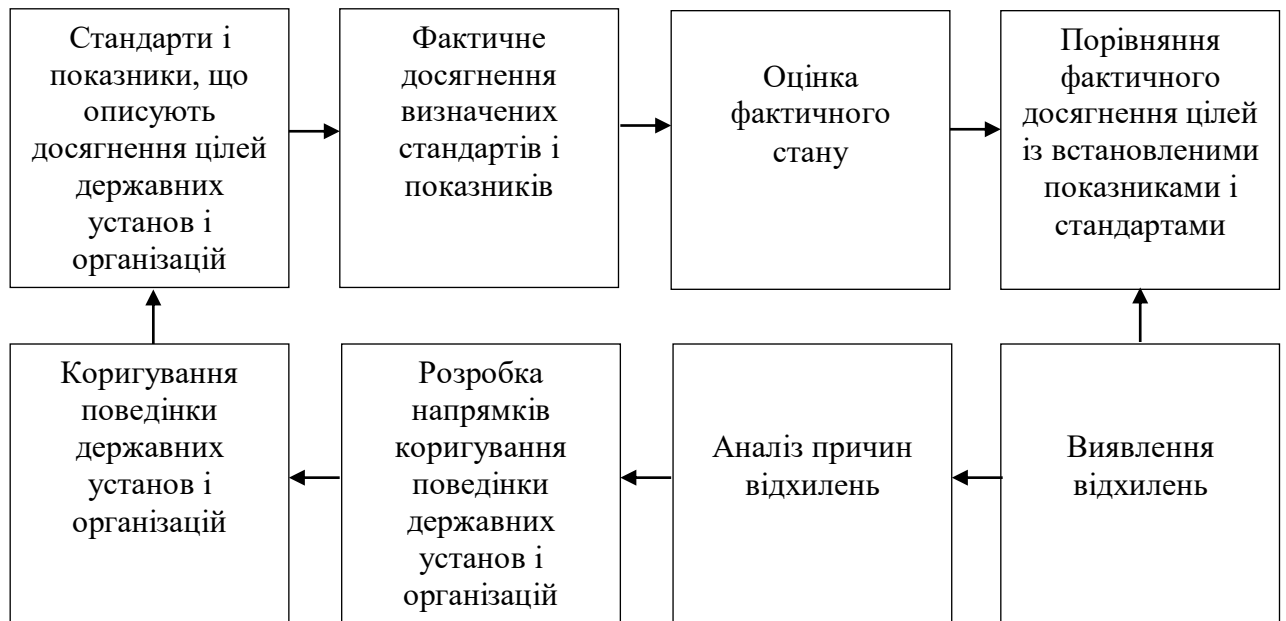 Стандарти і
показники, що
описують
досягнення цілей
державних
установ і
організацій
Фактичне
досягнення
визначених
стандартів і
показників
Оцінка
фактичного
стану
Порівняння
фактичного
досягнення цілей
із встановленими
показниками і
стандартами
Коригування
поведінки
державних
установ і
організацій
Розробка
напрямків
коригування
поведінки
державних
установ і
організацій
Аналіз причин
відхилень
Виявлення
відхилень